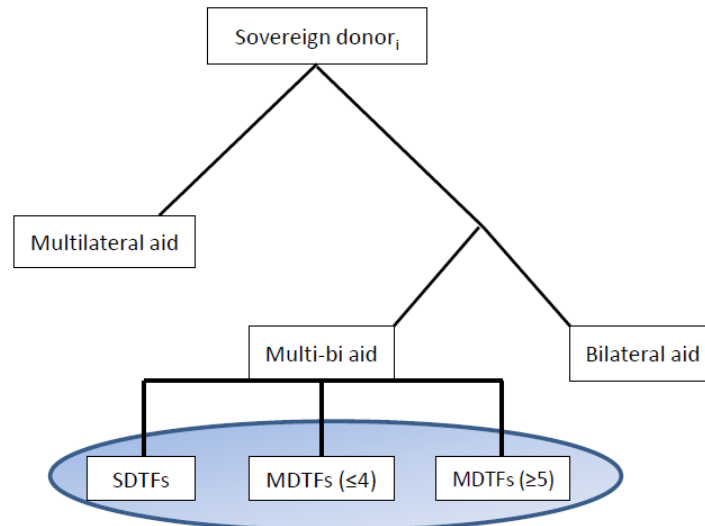 Sovereign donorᵢ
Multilateral aid
Multi-bi aid
Bilateral aid
SDTFs
MDTFs (≤4)
MDTFs (≥5)